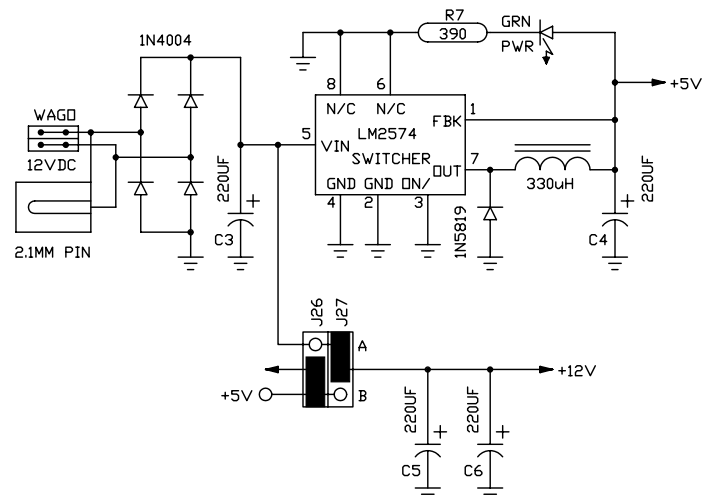 R7
390
GRN
PWR
1N4004
+5V
8
6
N/C
N/C
1
FBK
WAGO
12VDC
5
VIN
LM2574
SWITCHER
7
OUT
GND
GND
ON/
4
2
3
330uH
220UF
+
C3
2.1MM PIN
1N5819
+
220UF
C4
J26
J27
A
B
+5V
+12V
220UF
+
C5
220UF
+
C6